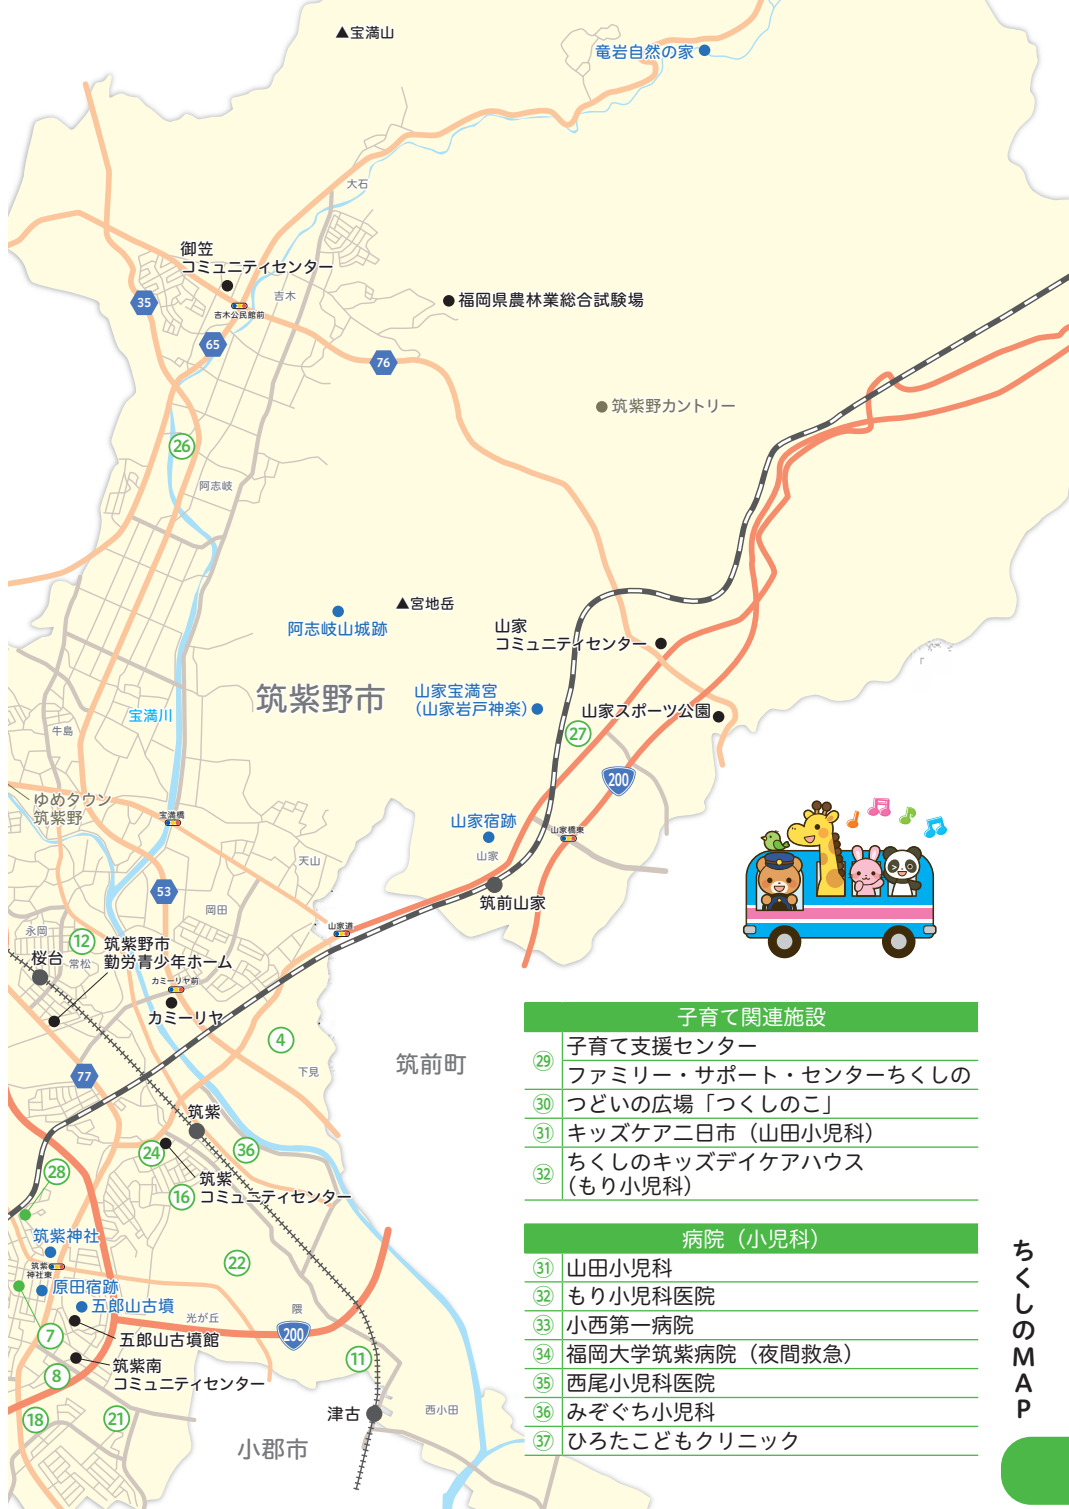 ▲宝満山
竜岩自然の家
大石
御笠
コミュニティセンター
吉木
35
吉木公民館前
福岡県農林業総合試験場
65
76
筑紫野カントリー
26
阿志岐
▲宮地岳
阿志岐山城跡
山家
コミュニティセンター
筑紫野市
山家宝満宮
(山家岩戸神楽)
山家スポーツ公園
宝満川
牛島
27
200
ゆめタウン
筑紫野
宝満橋
山家宿跡
山家橋東
山家
天山
筑前山家
53
岡田
山家道
永岡
12
筑紫野市
勤労青少年ホーム
桜台
常松
カミーリヤ前
カミーリヤ
4
筑前町
下見
77
筑紫
24
36
28
筑紫
コミュニティセンター
16
筑紫神社
筑紫
神社東
22
原田宿跡
五郎山古墳
隈
光が丘
200
7
五郎山古墳館
11
筑紫南
コミュニティセンター
8
18
21
津古
西小田
小郡市
子育て関連施設
29 子育て支援センター
ファミリー・サポート・センターちくしの
30 つどいの広場「つくしのこ」
31 キッズケア二日市（山田小児科）
32 ちくしのキッズデイケアハウス
（もり小児科）
病院（小児科）
31 山田小児科
32 もり小児科医院
33 小西第一病院
34 福岡大学筑紫病院（夜間救急）
35 西尾小児科医院
36 みぞぐち小児科
37 ひろたこどもクリニック
ちくしのMAP